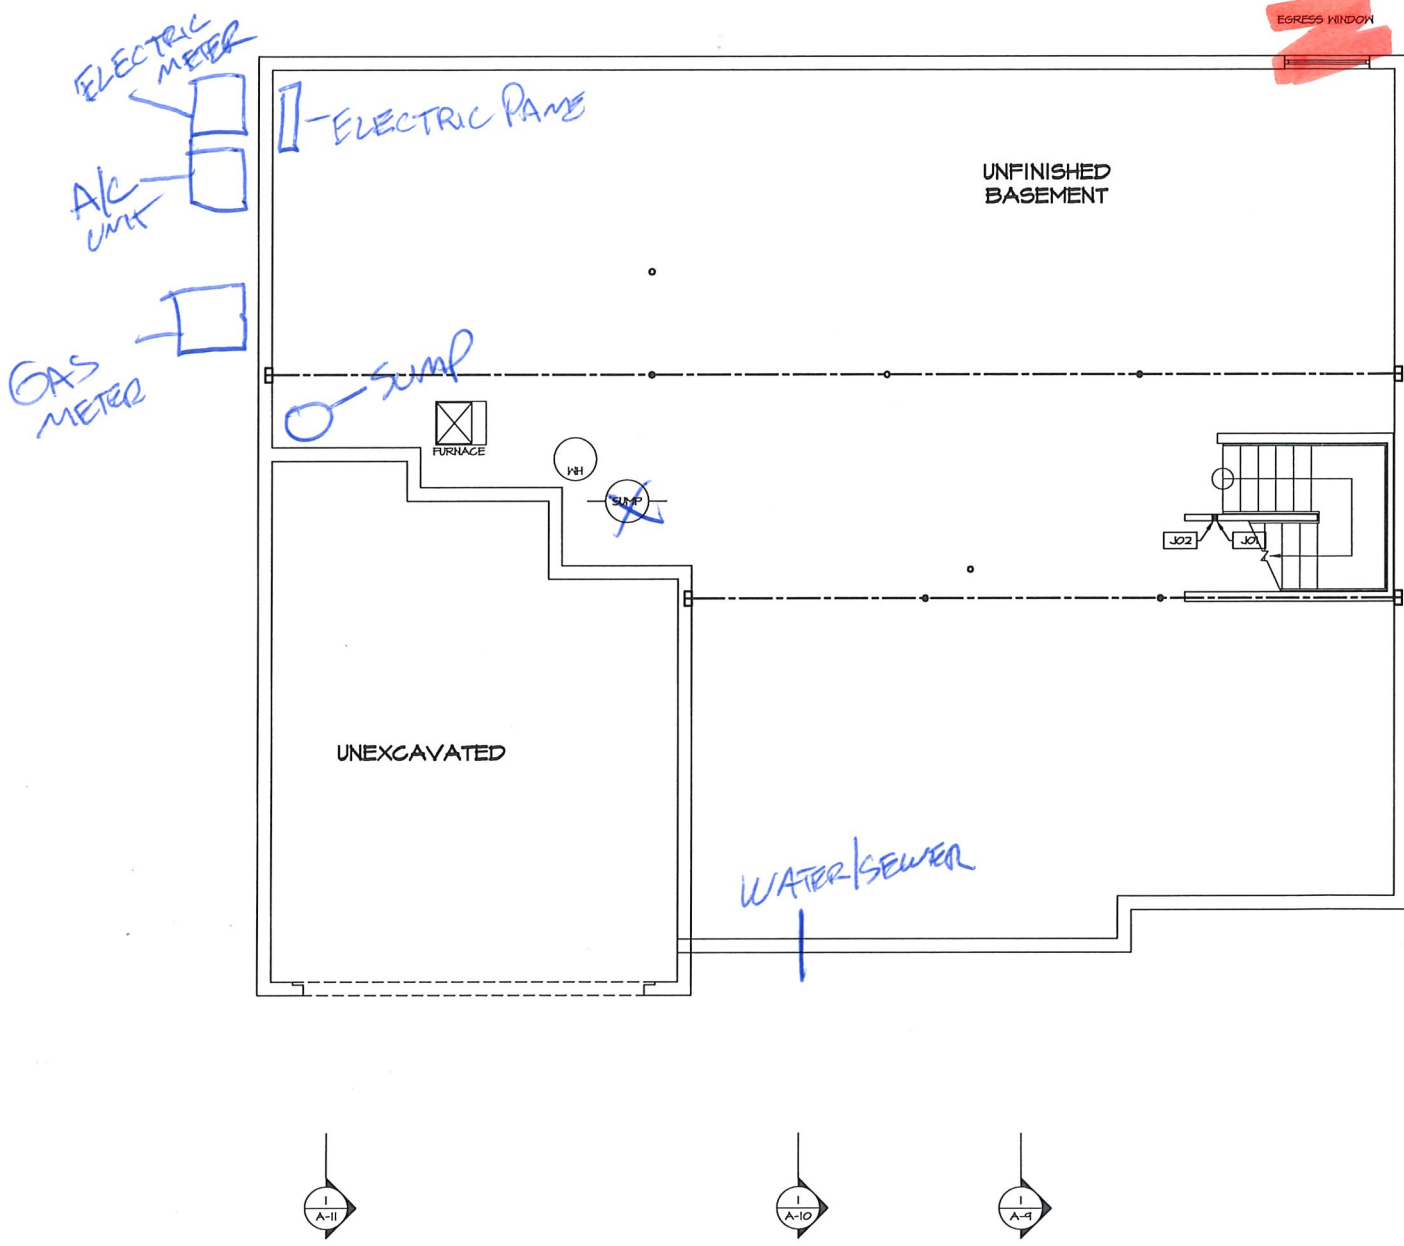 EGRESS WINDOW
ELECTRIC
METER
ELECTRIC PANE
A/C
UNIT
UNFINISHED
BASEMENT
GAS
METER
SUMP
FURNACE
WH
SUMP
J02
J01
UNEXCAVATED
WATER/SEWER
1
A-11
1
A-10
1
A-9